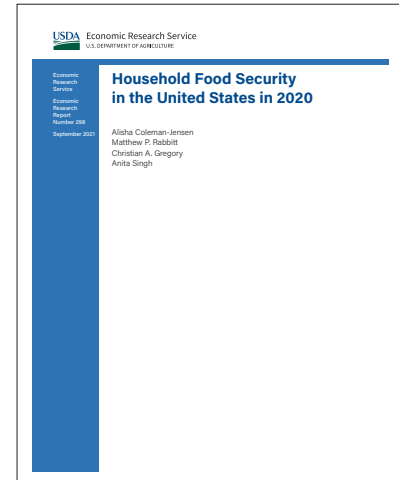 USDA Economic Research Service
U.S. DEPARTMENT OF AGRICULTURE
Economic
Research
Service
Economic
Research
Report
Number 298
September 2021
Household Food Security
in the United States in 2020
Alisha Coleman-Jensen
Matthew P. Rabbitt
Christian A. Gregory
Anita Singh